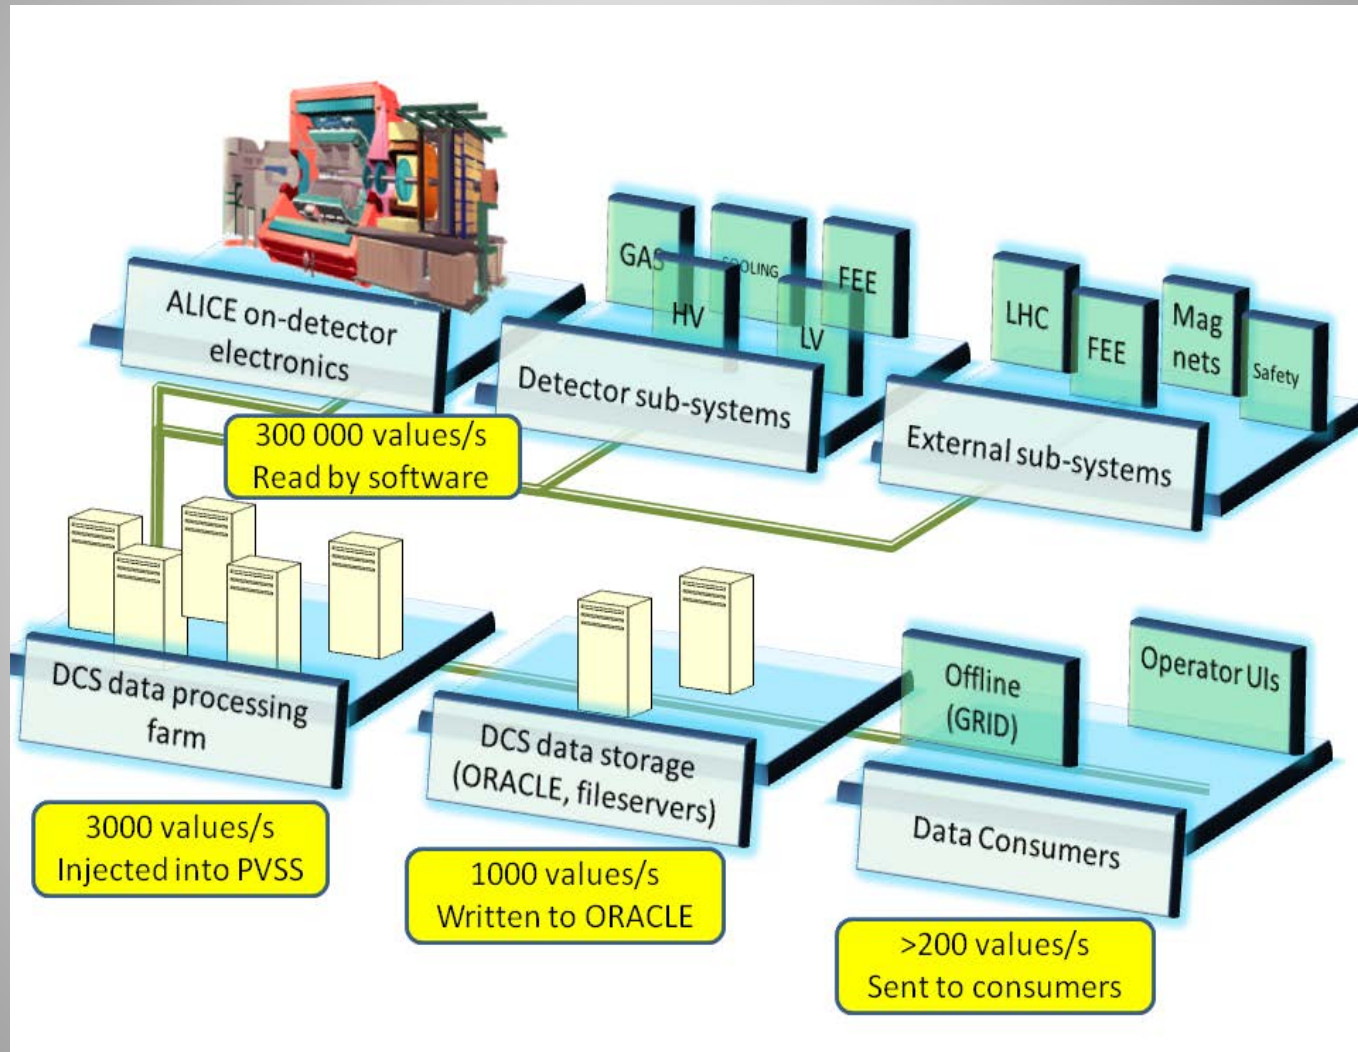 GAS
COOLING
FEE
HV
LV
LHC
FEE
Mag
nets
Safety
ALICE on-detector
electronics
Detector sub-systems
External sub-systems
300 000 values/s
Read by software
DCS data processing
farm
DCS data storage
(ORACLE, fileservers)
Offline
(GRID)
Operator UIs
Data Consumers
3000 values/s
Injected into PVSS
1000 values/s
Written to ORACLE
>200 values/s
Sent to consumers